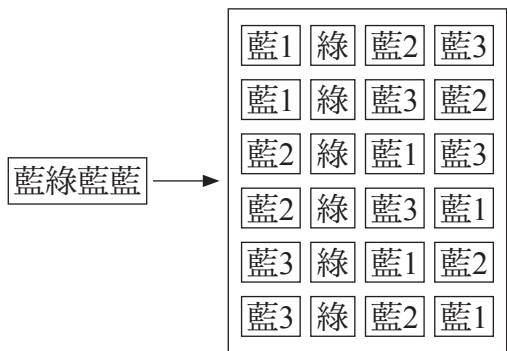 藍1 綠 藍2 藍3
藍1 綠 藍3 藍2
藍2 綠 藍1 藍3
藍綠藍藍
藍2 綠 藍3 藍1
藍3 綠 藍1 藍2
藍3 綠 藍2 藍1